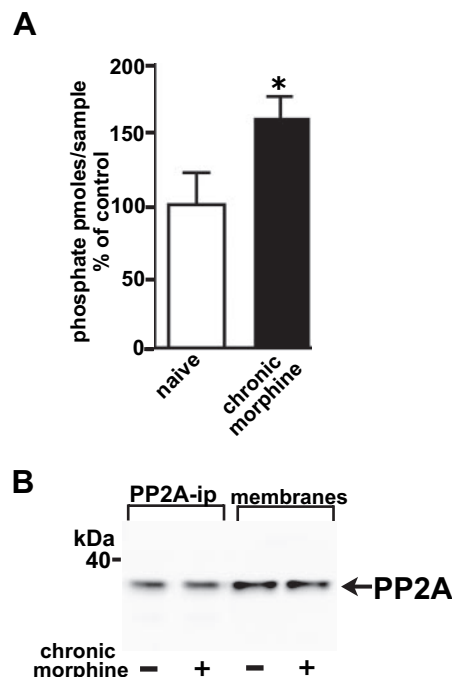 A
phosphate pmoles/sample
% of control
200
150
100
50
0
*
naive
chronic
morphine
B
PP2A-ip membranes
kDa
40
PP2A
chronic
morphine – + – +